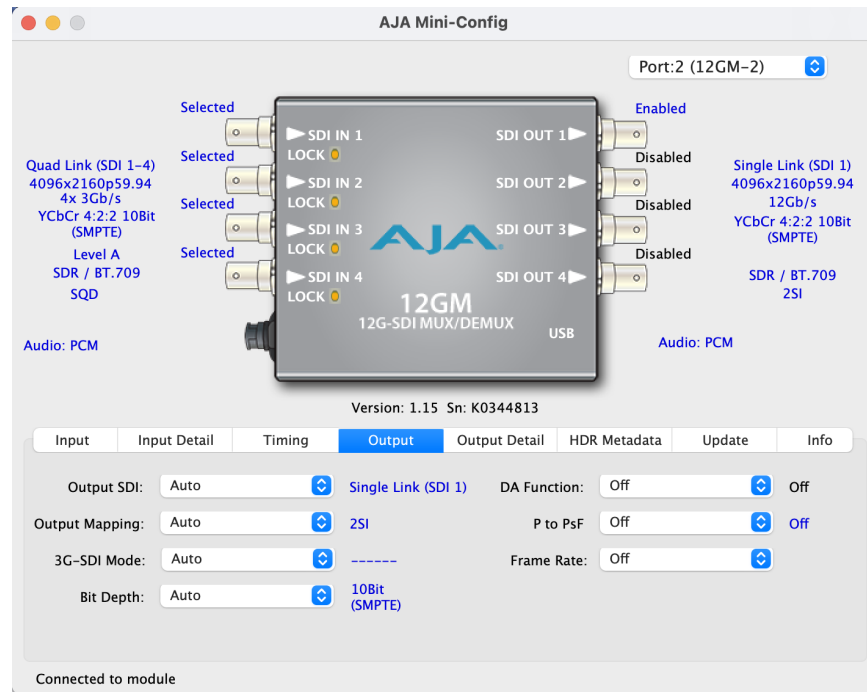 AJA Mini-Config
Port:2 (12GM-2)
Selected
Selected
Selected
Selected
Quad Link (SDI 1-4)
4096x2160p59.94
4x 3Gb/s
YCbCr 4:2:2 10Bit
(SMPTE)
Level A
SDR / BT.709
SQD
Audio: PCM
SDI IN 1
LOCK
SDI IN 2
LOCK
SDI IN 3
LOCK
SDI IN 4
LOCK
SDI OUT 1
SDI OUT 2
SDI OUT 3
SDI OUT 4
AJA
12GM
12G-SDI MUX/DEMUX
USB
Enabled
Disabled
Disabled
Disabled
Single Link (SDI 1)
4096x2160p59.94
12Gb/s
YCbCr 4:2:2 10Bit
(SMPTE)
SDR / BT.709
2SI
Audio: PCM
Version: 1.15 Sn: K0344813
Input Input Detail Timing Output Output Detail HDR Metadata Update Info
Output SDI: Auto Single Link (SDI 1) DA Function: Off Off
Output Mapping: Auto 2SI P to PsF Off Off
3G-SDI Mode: Auto ------ Frame Rate: Off
Bit Depth: Auto 10Bit
(SMPTE)
Connected to module